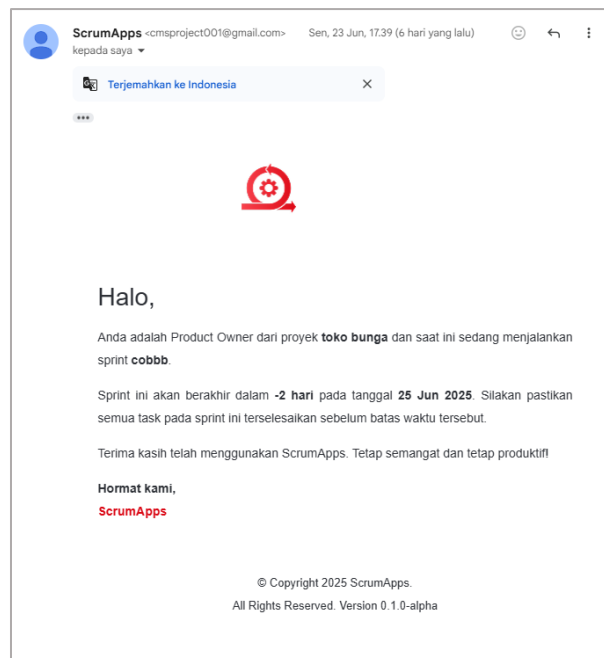 ScrumApps <cmsproject001@gmail.com> Sen, 23 Jun, 17.39 (6 hari yang lalu)
kepada saya
Terjemahkan ke Indonesia
Halo,
Anda adalah Product Owner dari proyek toko bunga dan saat ini sedang menjalankan
sprint cobbb.
Sprint ini akan berakhir dalam -2 hari pada tanggal 25 Jun 2025. Silakan pastikan
semua task pada sprint ini terselesaikan sebelum batas waktu tersebut.
Terima kasih telah menggunakan ScrumApps. Tetap semangat dan tetap produktif!
Hormat kami,
ScrumApps
© Copyright 2025 ScrumApps.
All Rights Reserved. Version 0.1.0-alpha